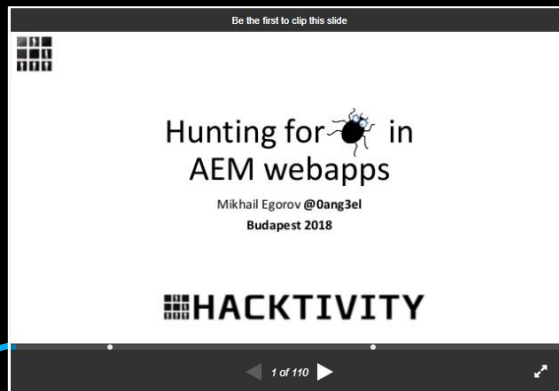 Be the first to clip this slide
Hunting for in
AEM webapps
Mikhail Egorov @0ang3el
Budapest 2018
HACKTIVITY
1 of 110